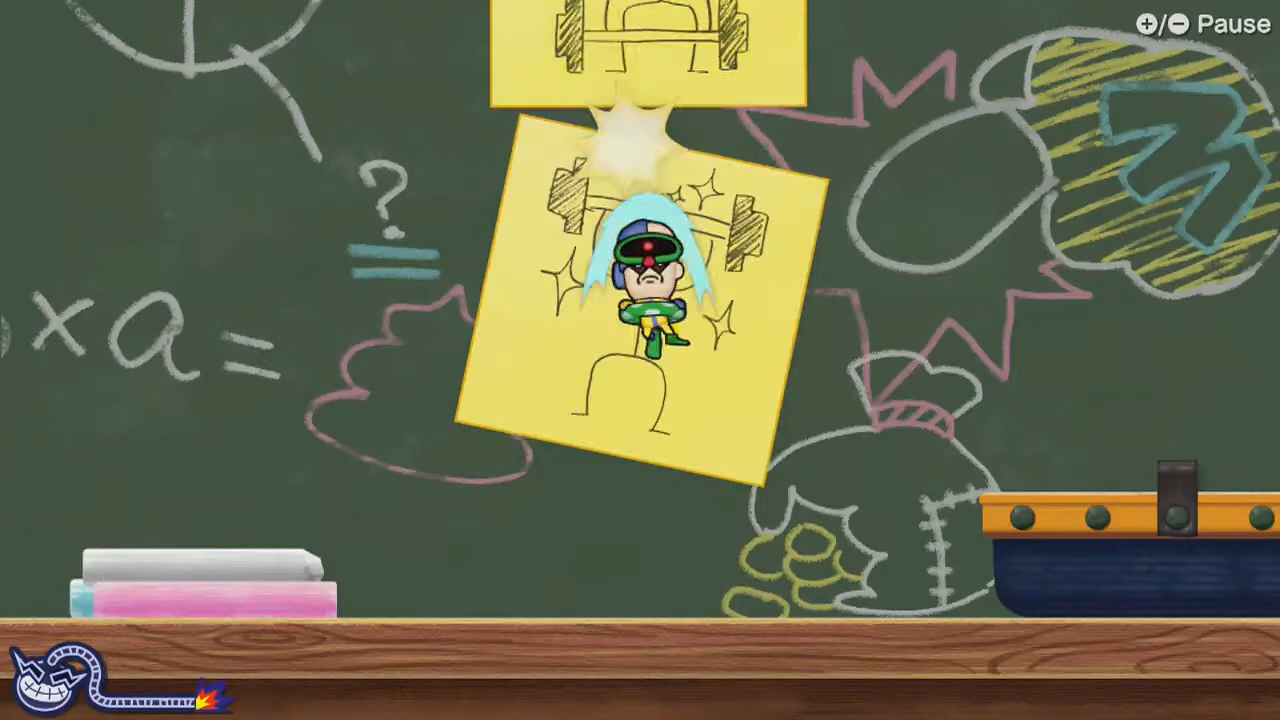 +/− Pause
?
x a =